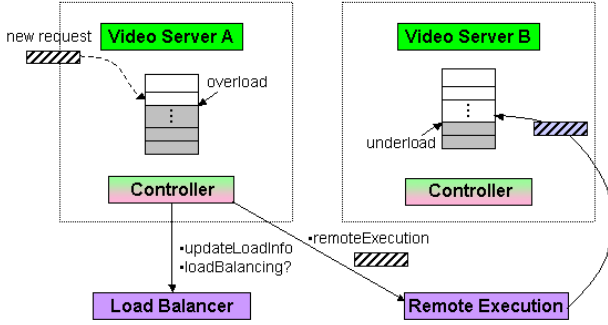 new request
Video Server A
Video Server B
overload
underload
Controller
Controller
▪updateLoadInfo
▪loadBalancing?
▪remoteExecution
Load Balancer
Remote Execution